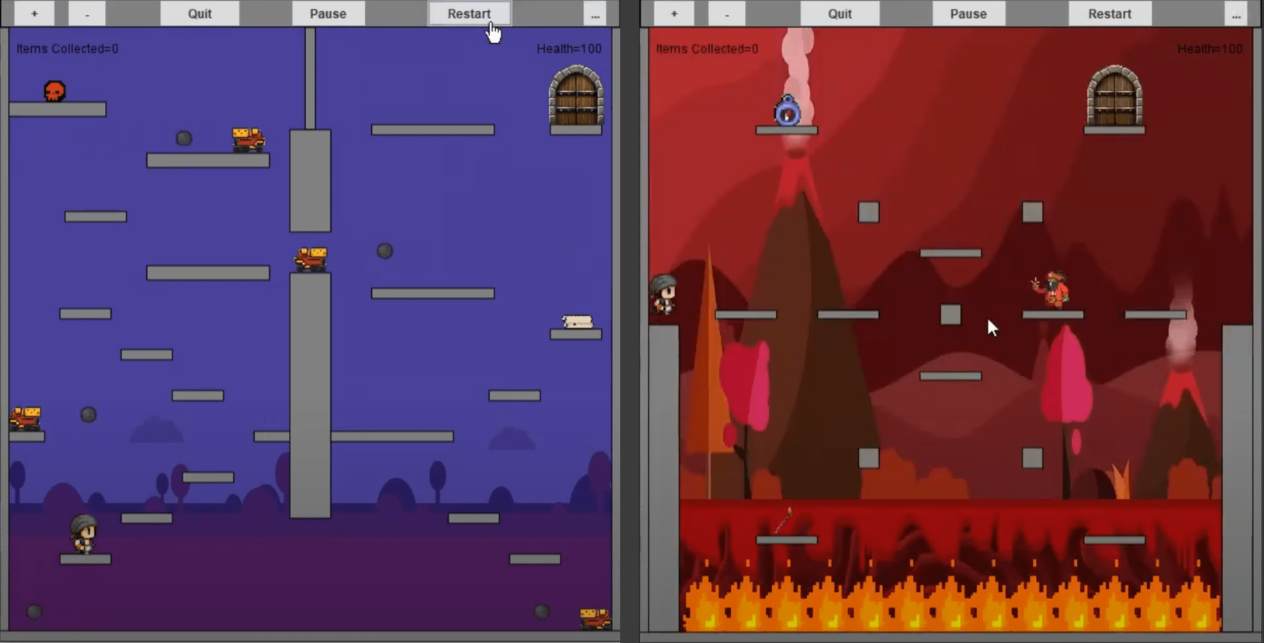 + - Quit Pause Restart ...
Items Collected=0 Health=100
+ - Quit Pause Restart ...
Items Collected=0 Health=100